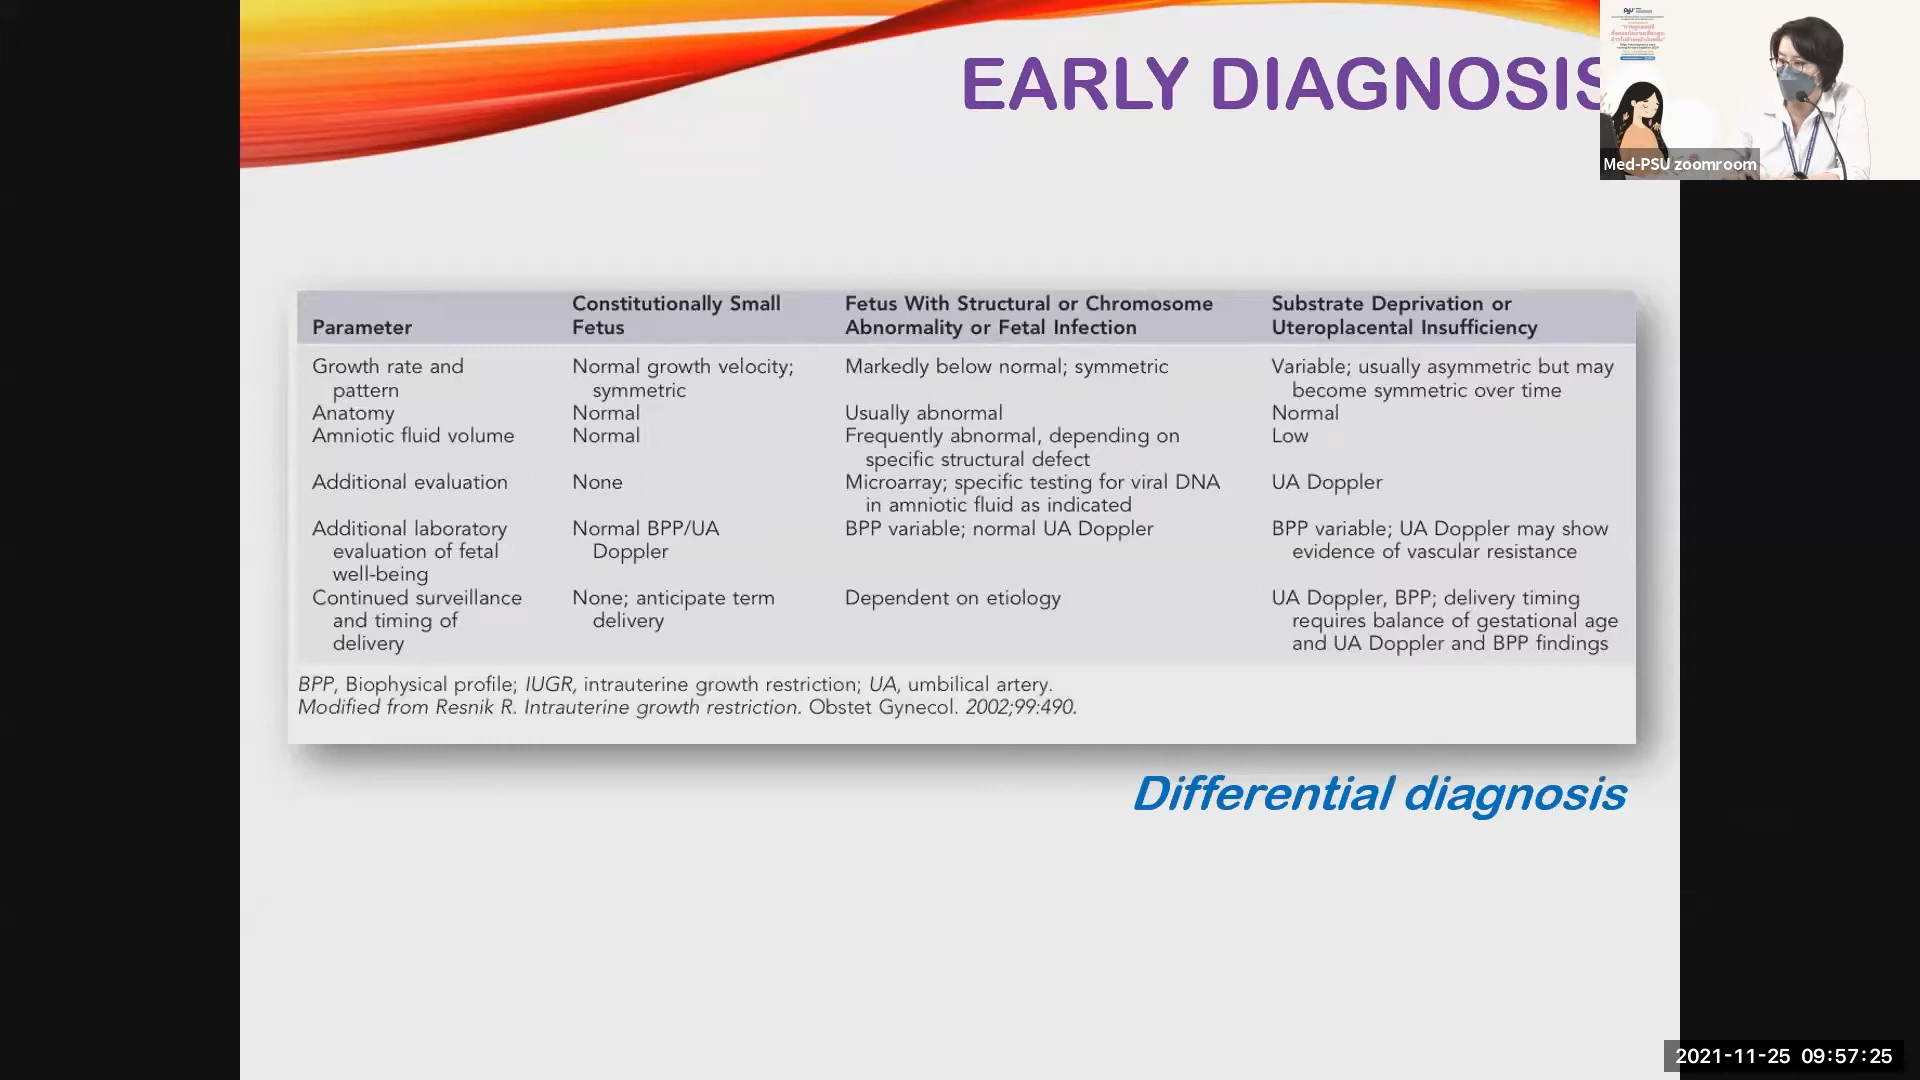 EARLY DIAGNOSIS
Med-PSU zoomroom
Parameter
Constitutionally Small
Fetus
Fetus With Structural or Chromosome
Abnormality or Fetal Infection
Substrate Deprivation or
Uteroplacental Insufficiency
Growth rate and
pattern
Normal growth velocity;
symmetric
Markedly below normal; symmetric
Variable; usually asymmetric but may
become symmetric over time
Anatomy
Normal
Usually abnormal
Normal
Amniotic fluid volume
Normal
Frequently abnormal, depending on
specific structural defect
Low
Additional evaluation
None
Microarray; specific testing for viral DNA
in amniotic fluid as indicated
UA Doppler
Additional laboratory
evaluation of fetal
well-being
Normal BPP/UA
Doppler
BPP variable; normal UA Doppler
BPP variable; UA Doppler may show
evidence of vascular resistance
Continued surveillance
and timing of
delivery
None; anticipate term
delivery
Dependent on etiology
UA Doppler, BPP; delivery timing
requires balance of gestational age
and UA Doppler and BPP findings
BPP, Biophysical profile; IUGR, intrauterine growth restriction; UA, umbilical artery.
Modified from Resnik R. Intrauterine growth restriction. Obstet Gynecol. 2002;99:490.
Differential diagnosis
2021-11-25 09:57:25